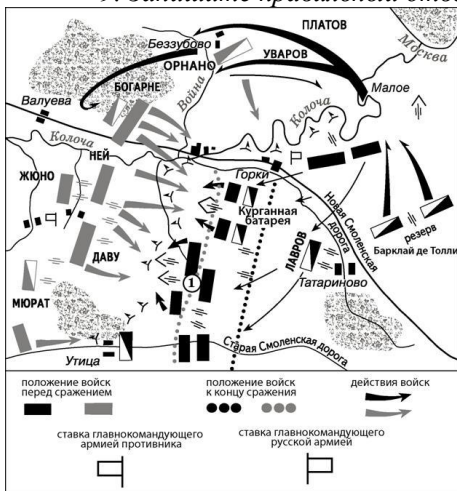 ПЛАТОВ
Москва
Беззубово
УВАРОВ
ОРНАНО
БОГАРНЕ
Война
Малое
Валуева
Колоча
Колоча
НЕЙ
Горки
ЖЮНО
Курганная
батарея
Новая Смоленская
дорога
резерв
Барклай де Толли
ЛАВРОВ
ДАВУ
Татариново
1
МЮРАТ
Старая Смоленская дорога
Утица
положение войск
перед сражением
положение войск
к концу сражения
действия войск
ставка главнокомандующего
армией противника
ставка главнокомандующего
русской армией